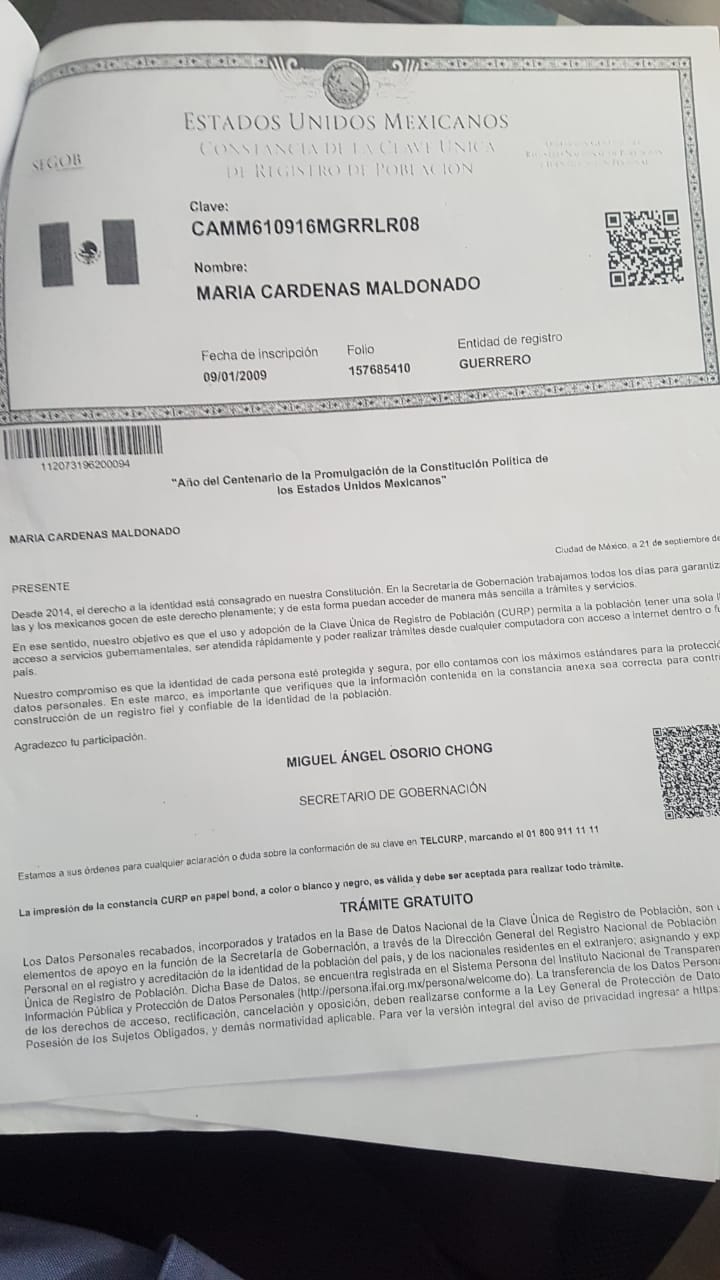 ESTADOS UNIDOS MEXICANOS
CONSTANCIA DE LA CLAVE ÚNICA
DE REGISTRO DE POBLACIÓN
SEGOB
Clave:
CAMM610916MGRRLR08
Nombre:
MARIA CARDENAS MALDONADO
Fecha de inscripción Folio Entidad de registro
09/01/2009 157685410 GUERRERO
112073196200094
"Año del Centenario de la Promulgación de la Constitución Política de
los Estados Unidos Mexicanos"
MARIA CARDENAS MALDONADO
Ciudad de México, a 21 de septiembre de
PRESENTE
Desde 2014, el derecho a la identidad está consagrado en nuestra Constitución. En la Secretaría de Gobernación trabajamos todos los días para garantiza
las y los mexicanos gocen de este derecho plenamente; y de esta forma puedan acceder de manera más sencilla a trámites y servicios.
En ese sentido, nuestro objetivo es que el uso y adopción de la Clave Única de Registro de Población (CURP) permita a la población tener una sola
acceso a servicios gubernamentales, ser atendida rápidamente y poder realizar trámites desde cualquier computadora con acceso a internet dentro o
país.
Nuestro compromiso es que la identidad de cada persona esté protegida y segura, por ello contamos con los máximos estándares para la protecció
datos personales. En este marco, es importante que verifiques que la información contenida en la constancia anexa sea correcta para contri
construcción de un registro fiel y confiable de la identidad de la población.
Agradezco tu participación.
MIGUEL ÁNGEL OSORIO CHONG
SECRETARIO DE GOBERNACIÓN
Estamos a sus órdenes para cualquier aclaración o duda sobre la conformación de su clave en TELCURP, marcando el 01 800 911 11 11
La impresión de la constancia CURP en papel bond, a color o blanco y negro, es válida y debe ser aceptada para realizar todo trámite.
TRÁMITE GRATUITO
Los Datos Personales recabados, incorporados y tratados en la Base de Datos Nacional de la Clave Única de Registro de Población, son
elementos de apoyo en la función de la Secretaría de Gobernación, a través de la Dirección General del Registro Nacional de Población
Personal en el registro y acreditación de la identidad de la población del país, y de los nacionales residentes en el extranjero; asignando y exp
Única de Registro de Población. Dicha Base de Datos, se encuentra registrada en el Sistema Persona del Instituto Nacional de Transparen
Información Pública y Protección de Datos Personales (http://persona.ifai.org.mx/persona/welcome.do). La transferencia de los Datos Persona
de los derechos de acceso, rectificación, cancelación y oposición, deben realizarse conforme a la Ley General de Protección de Dato
Posesión de los Sujetos Obligados, y demás normatividad aplicable. Para ver la versión integral del aviso de privacidad ingresar a https: